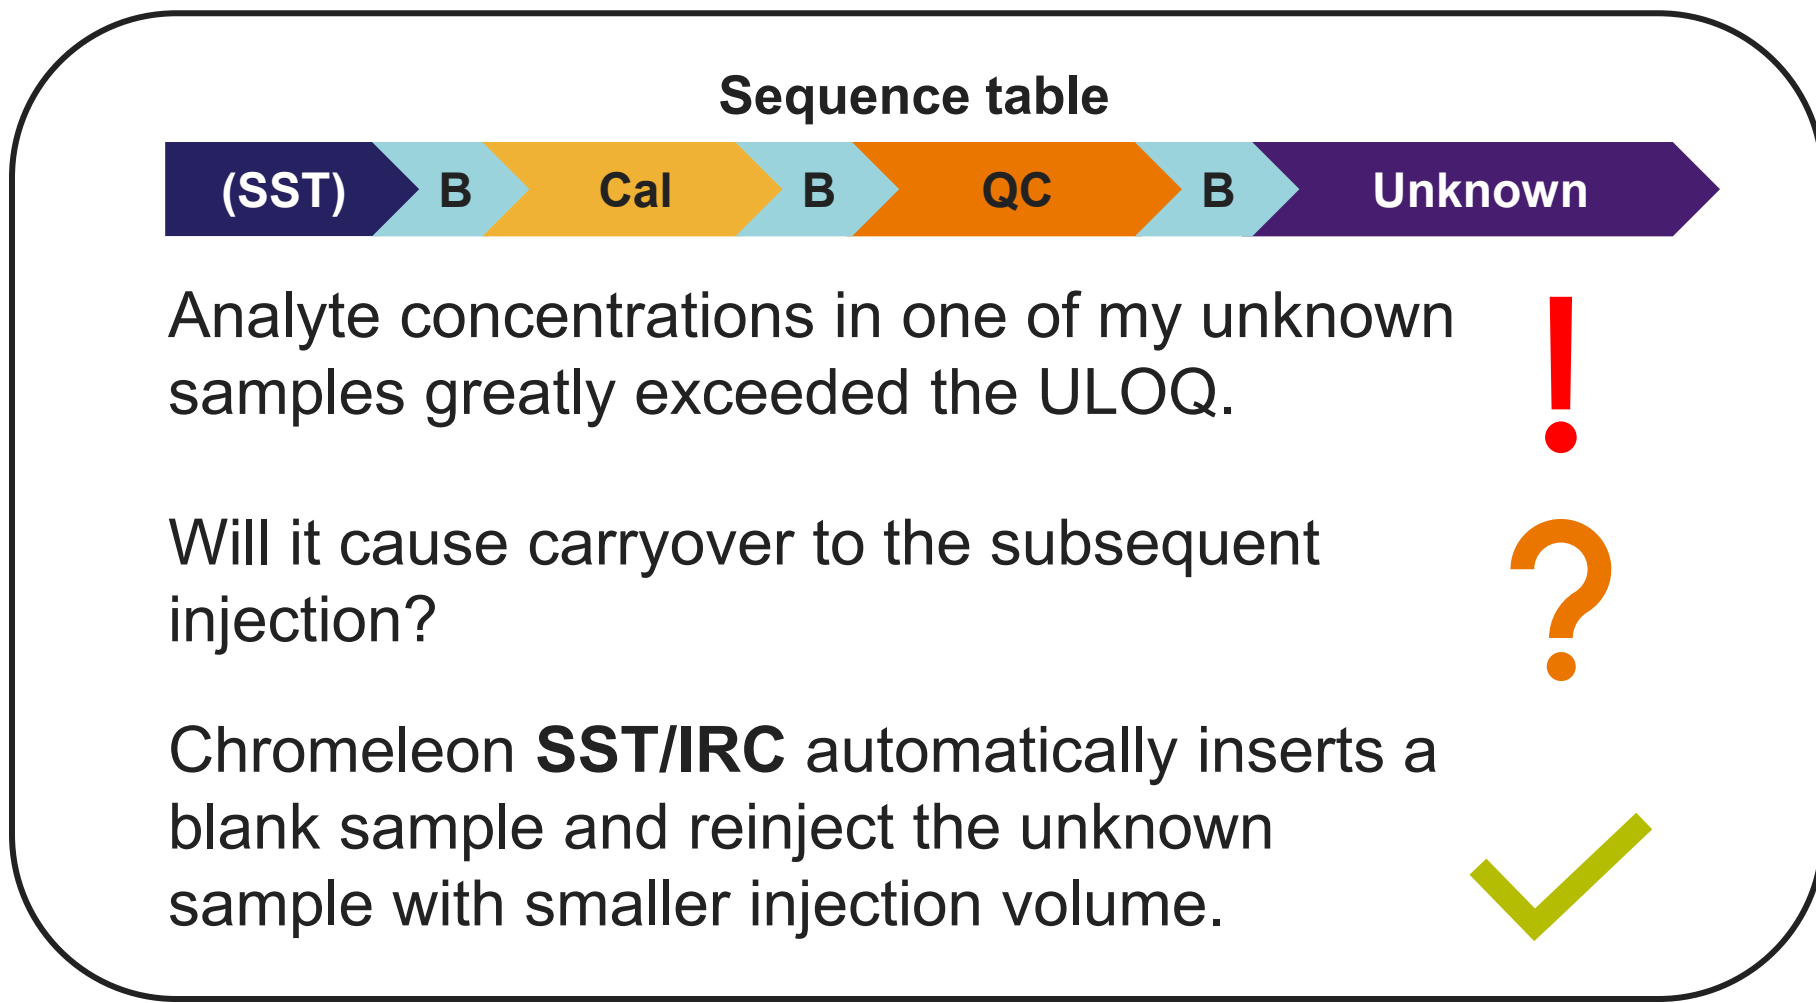 Sequence table
(SST) B Cal B QC B Unknown
Analyte concentrations in one of my unknown
samples greatly exceeded the ULOQ.
Will it cause carryover to the subsequent
injection?
Chromeleon SST/IRC automatically inserts a
blank sample and reinject the unknown
sample with smaller injection volume.